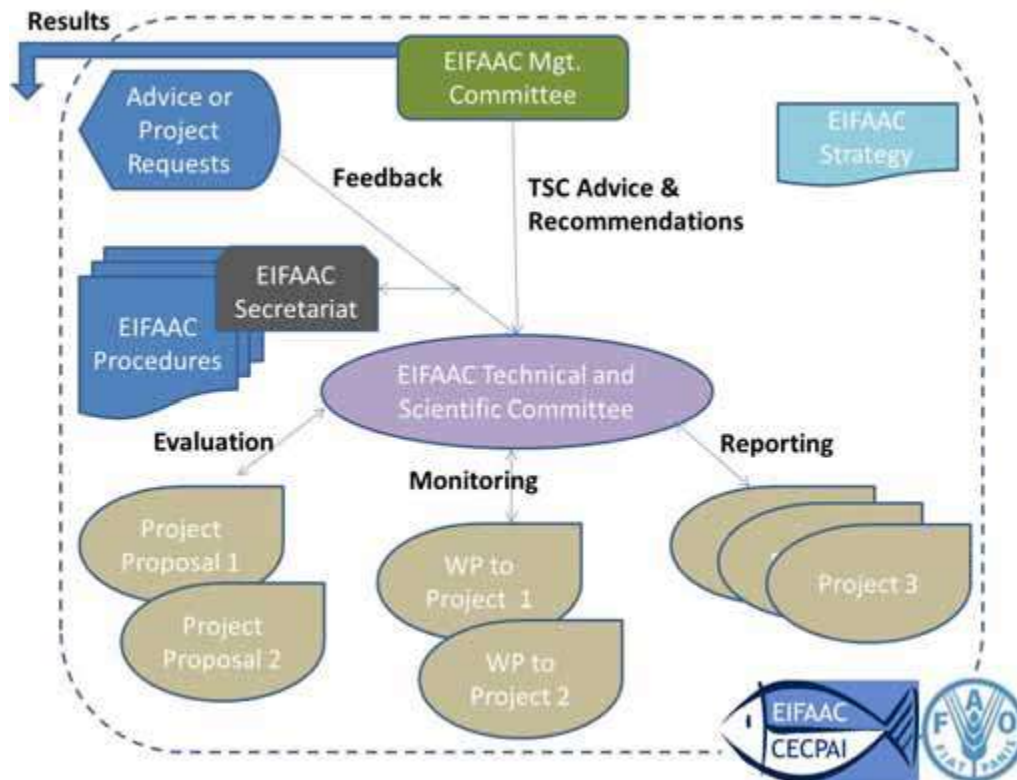 Results
EIFAAC Mgt.
Committee
Advice or
Project
Requests
EIFAAC
Strategy
Feedback
TSC Advice &
Recommendations
EIFAAC
Secretariat
EIFAAC
Procedures
EIFAAC Technical and
Scientific Committee
Evaluation
Monitoring
Reporting
Project
Proposal 1
Project
Proposal 2
WP to
Project 1
WP to
Project 2
Project 3
EIFAAC
CECPAI
F A O
FIAT PANIS